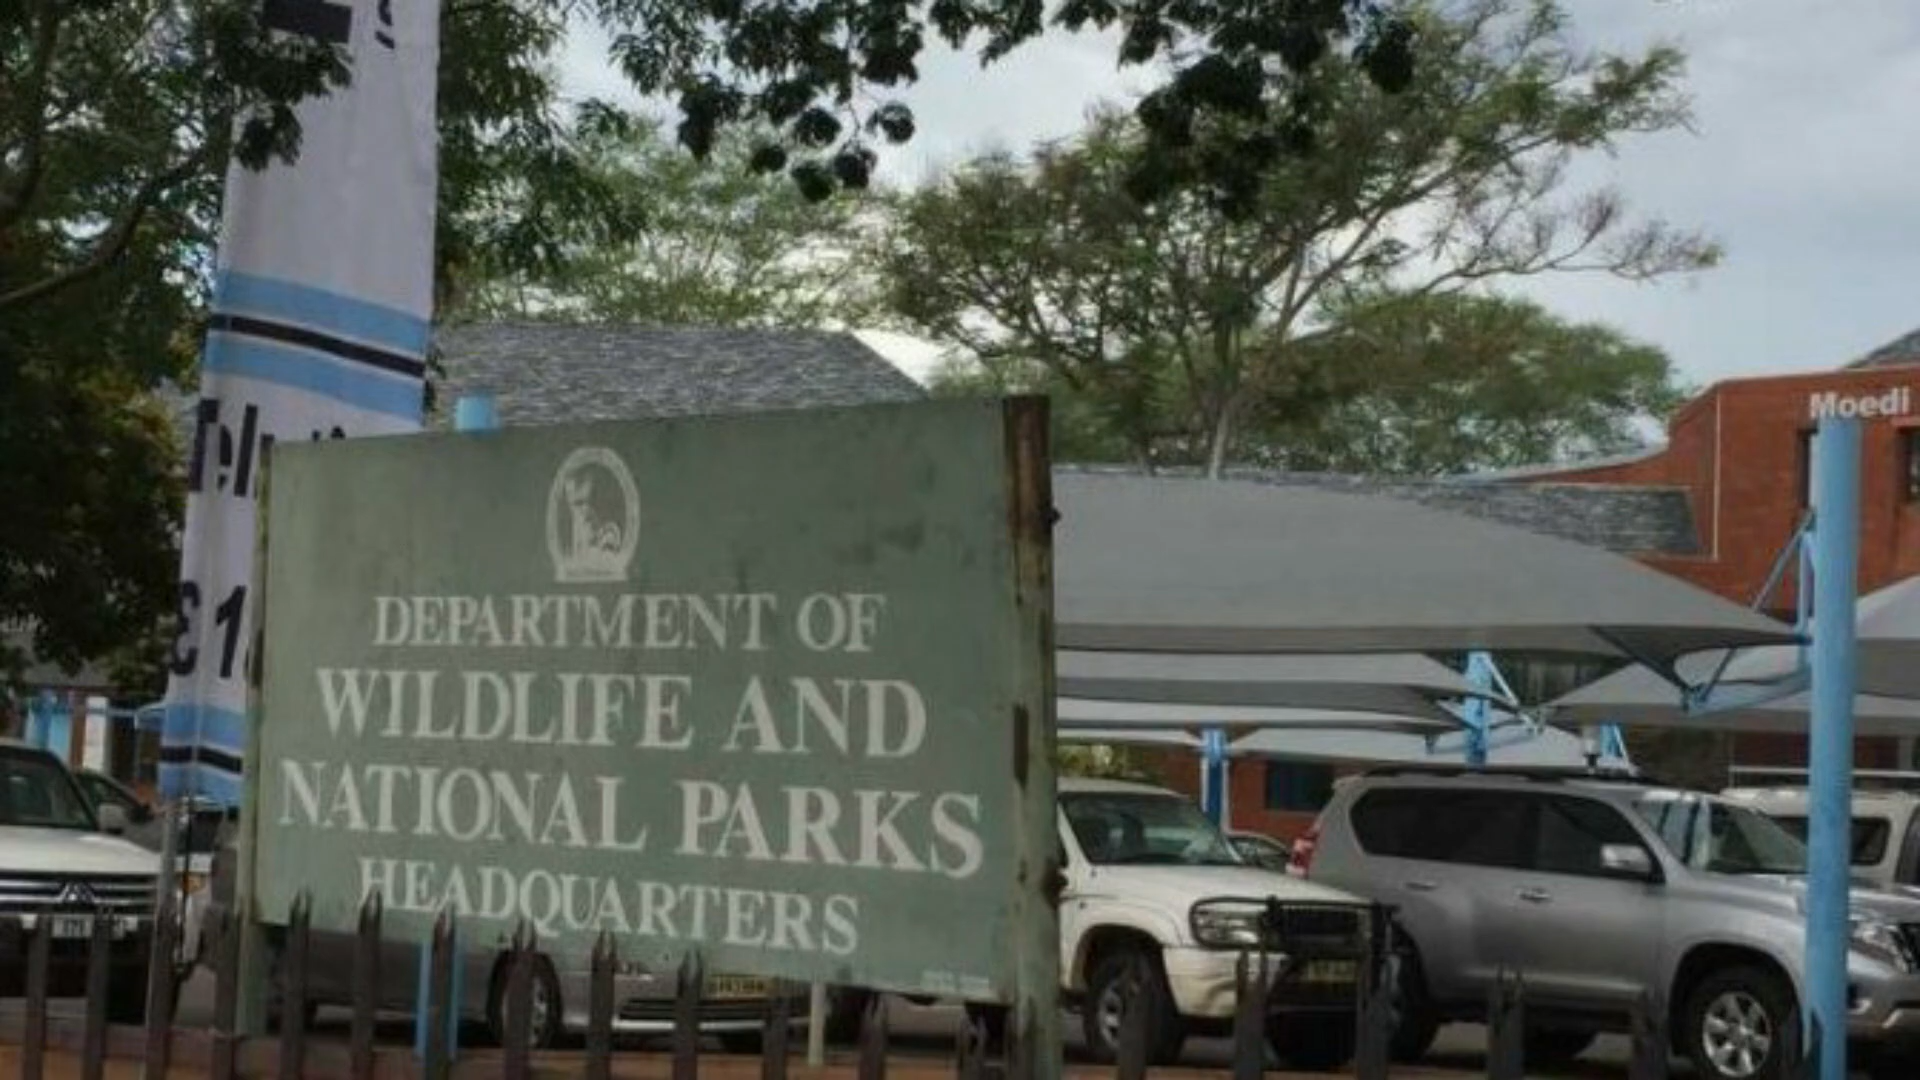 DEPARTMENT OF
WILDLIFE AND
NATIONAL PARKS
HEADQUARTERS
Moedi